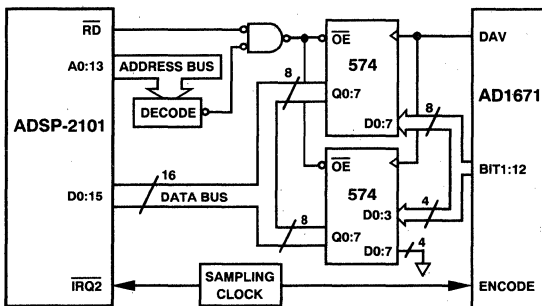 RD
A0:13
ADDRESS BUS
ADSP-2101
DECODE
D0:15
16
DATA BUS
IRQ2
8
8
OE
574
Q0:7
D0:7
OE
574
D0:3
Q0:7
D0:7
8
4
4
DAV
AD1671
BIT1:12
ENCODE
SAMPLING
CLOCK